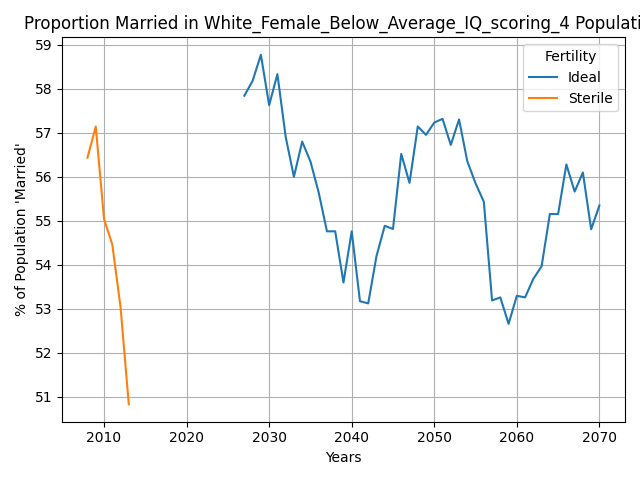 Proportion Married in White_Female_Below_Average_IQ_scoring_4 Populati
Fertility
Ideal
Sterile
% of Population 'Married'
59
58
57
56
55
54
53
52
51
2010 2020 2030 2040 2050 2060 2070
Years